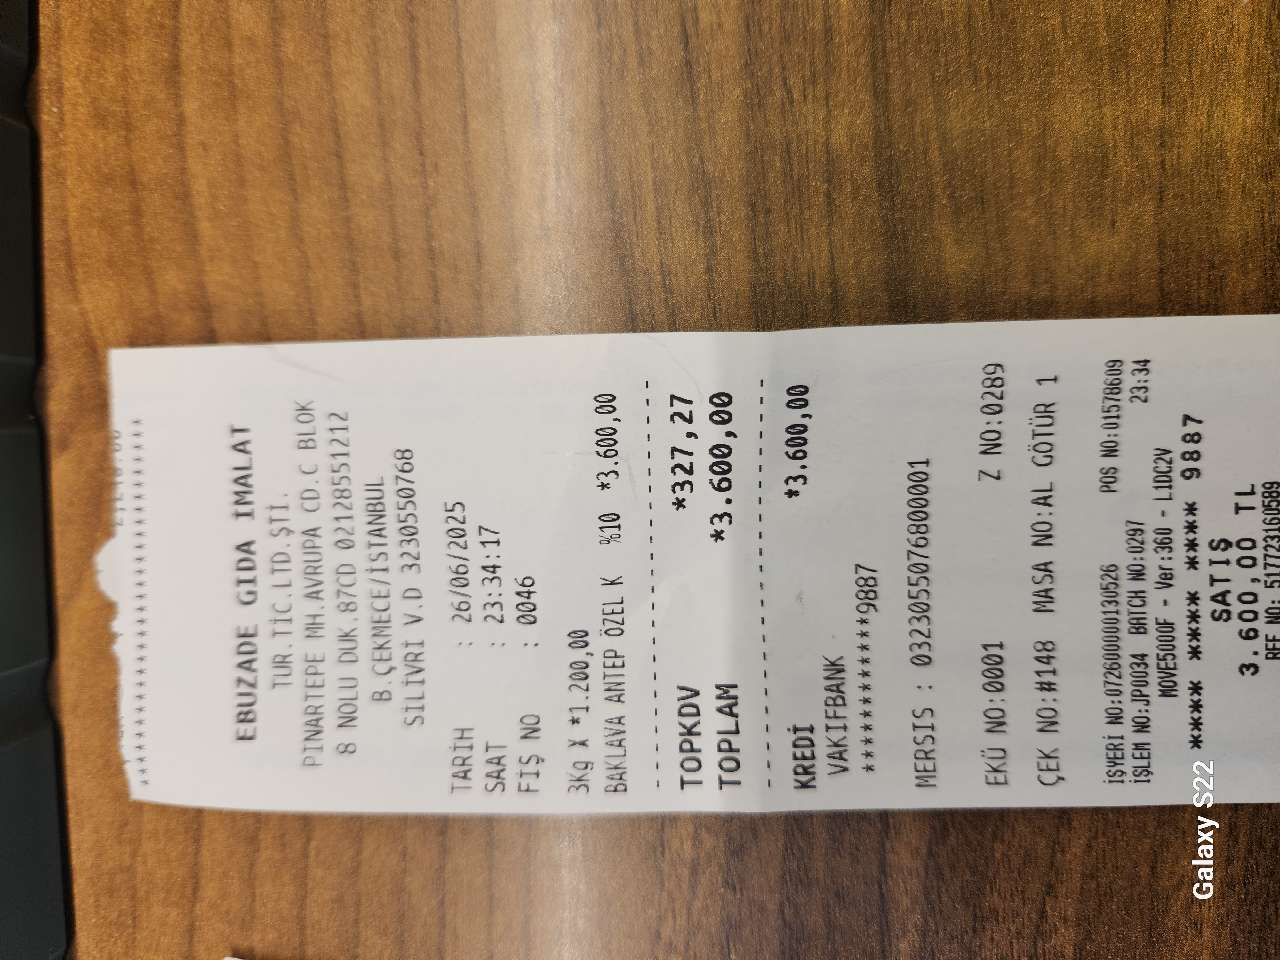 *******************************
EBUZADE GIDA İMALAT
TUR.TİC.LTD.ŞTİ.
PINARTEPE MH.AVRUPA CD.C BLOK
8 NOLU DUK.87CD 02128551212
B.ÇEKMECE/İSTANBUL
SİLİVRİ V.D 3230550768
TARİH : 26/06/2025
SAAT : 23:34:17
FİŞ NO : 0046
3Kg X *1.200,00
BAKLAVA ANTEP ÖZEL K %10 *3.600,00
TOPKDV *327,27
TOPLAM *3.600,00
KREDİ *3.600,00
VAKIFBANK
************9887
MERSIS : 0323055076800001
EKÜ NO:0001 Z NO:0289
ÇEK NO:#148 MASA NO:AL GÖTÜR 1
İŞYERİ NO:072600000130526 POS NO:01578609
İŞLEM NO:JP0034 BATCH NO:0297 23:34
MOVE5000F - Ver:360 - L1DC2V
**** **** **** 9887
SATIŞ
3.600,00 TL
REF NO: 517723160589
Galaxy S22